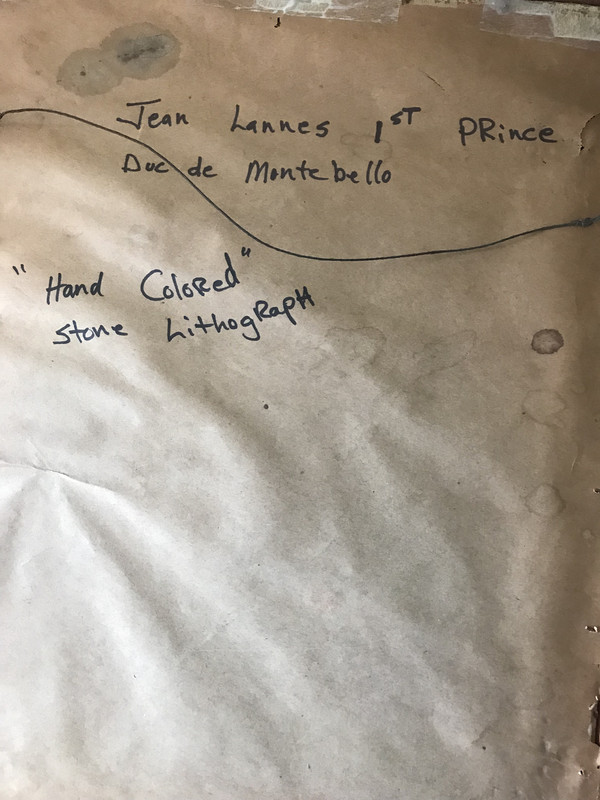 Jean Lannes 1ST PRince
Duc de Montebello
"Hand ColoRed"
Stone LithogRapH